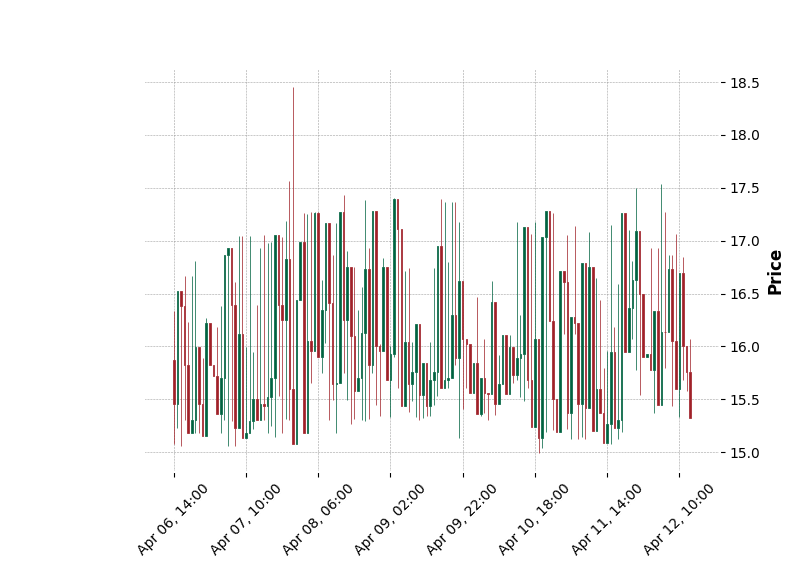 18.5
18.0
17.5
17.0
16.5
16.0
15.5
15.0
Price
Apr 06, 14:00
Apr 07, 10:00
Apr 08, 06:00
Apr 09, 02:00
Apr 09, 22:00
Apr 10, 18:00
Apr 11, 14:00
Apr 12, 10:00